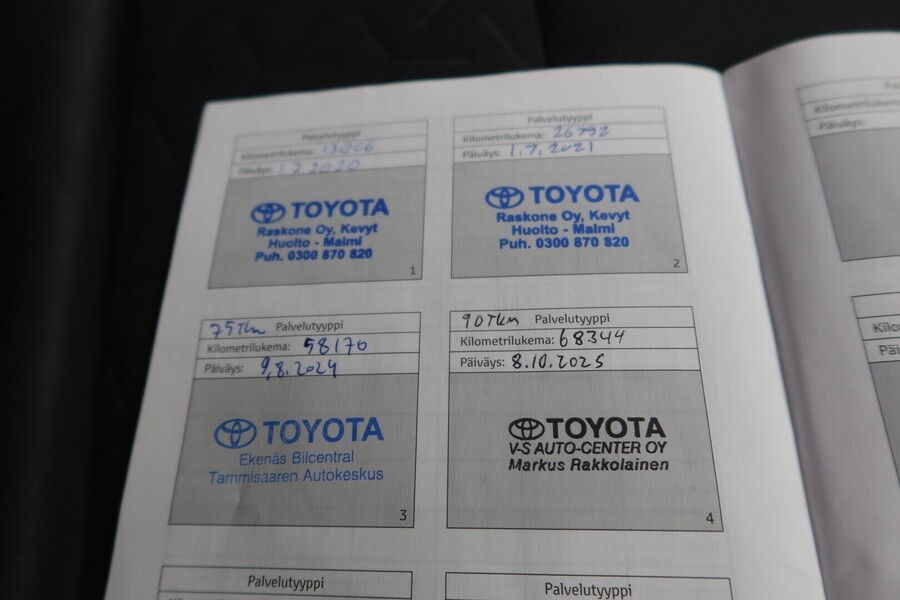 Palvelutyyppi
Kilometrilukema: 13006
Päiväys: 1 7 2020
TOYOTA
Raskone Oy, Kevyt
Huolto - Malmi
Puh. 0300 870 820
1
Palvelutyyppi
Kilometrilukema: 26792
Päiväys: 1.7.2021
TOYOTA
Raskone Oy, Kevyt
Huolto - Malmi
Puh. 0300 870 820
2
75Tkm Palvelutyyppi
Kilometrilukema: 58176
Päiväys: 9.8.2024
TOYOTA
Ekenäs Bilcentral
Tammisaaren Autokeskus
3
90Tkm Palvelutyyppi
Kilometrilukema: 68344
Päiväys: 8.10.2025
TOYOTA
V-S AUTO-CENTER OY
Markus Rakkolainen
4
Palvelutyyppi
Palvelutyyppi
Kilometrilukema
Päiväys: